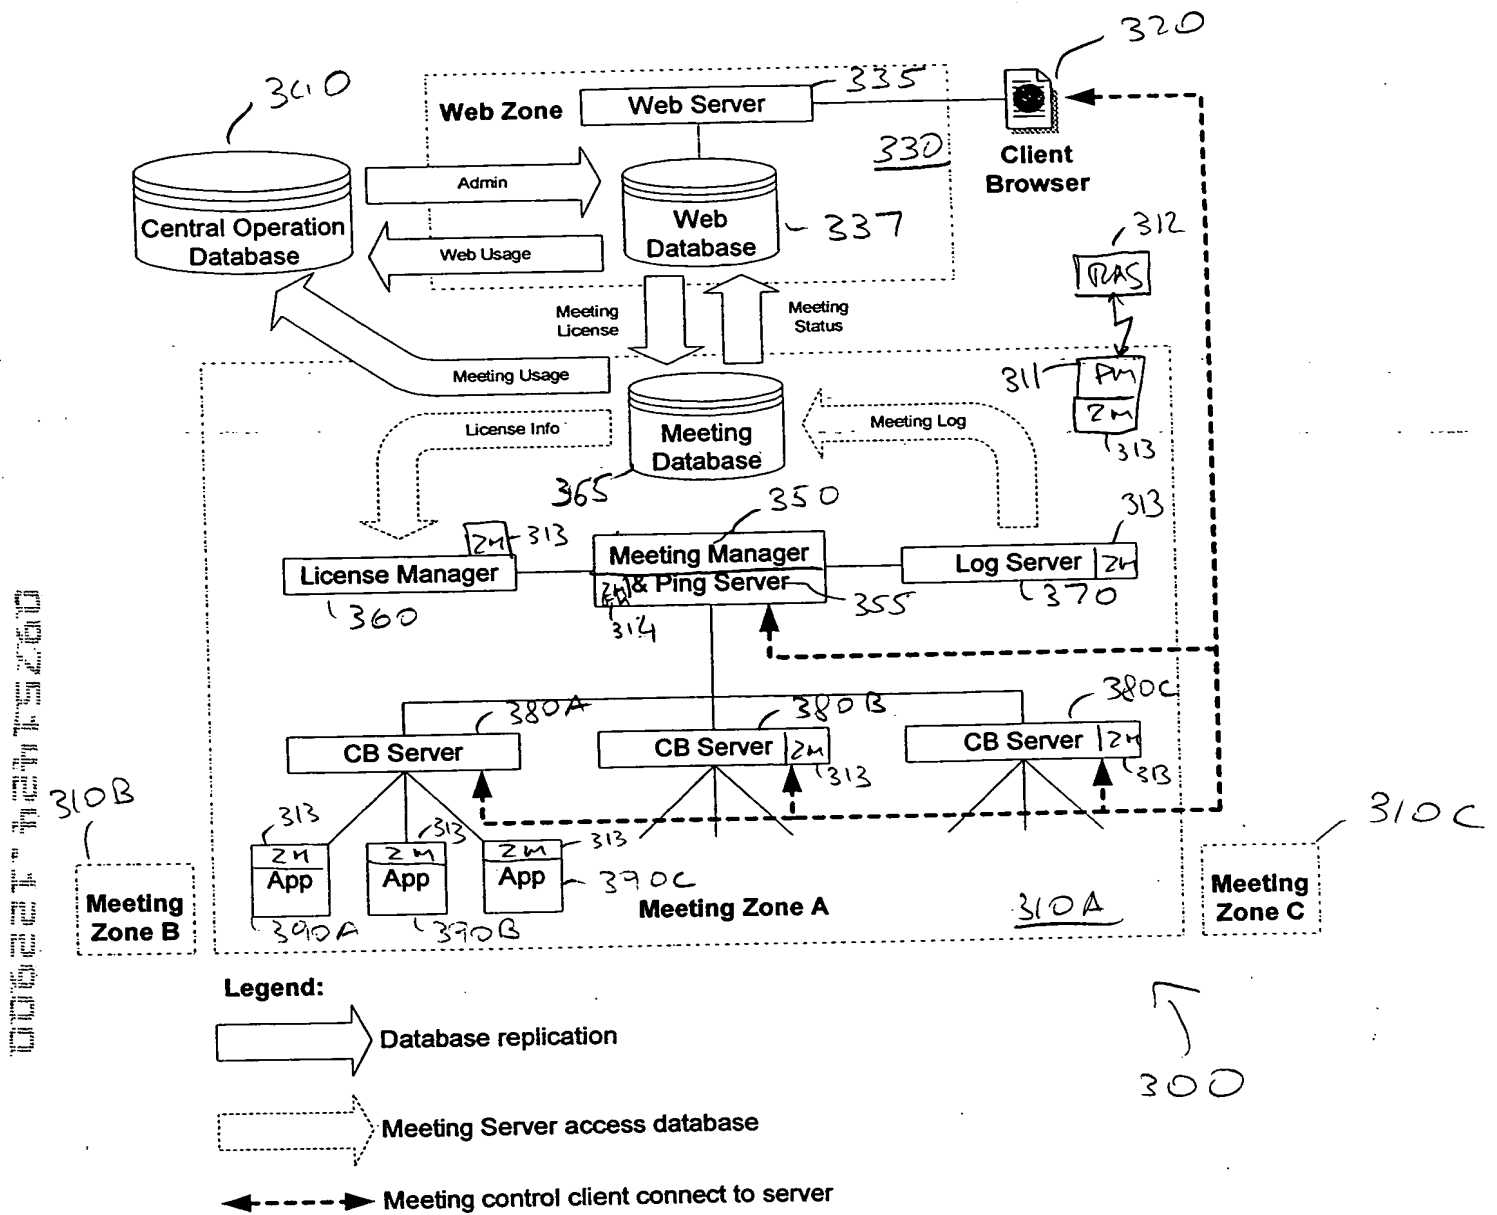 320
340
335
Web Zone
Web Server
330
Client
Browser
Admin
Central Operation
Database
Web
Database
337
Web Usage
312
RAS
Meeting
License
Meeting
Status
311
PM
ZM
313
Meeting Usage
License Info
Meeting Log
Meeting
Database
365
350
313
ZM
313
License Manager
Meeting Manager
& Ping Server
Log Server
ZM
360
314
355
370
380A
380B
380C
CB Server
CB Server
ZM
CB Server
ZM
313
313
310B
310C
313
313
313
ZM
App
ZM
App
ZM
App
390C
390A
390B
Meeting Zone A
310A
Meeting
Zone B
Meeting
Zone C
Legend:
Database replication
300
Meeting Server access database
Meeting control client connect to server